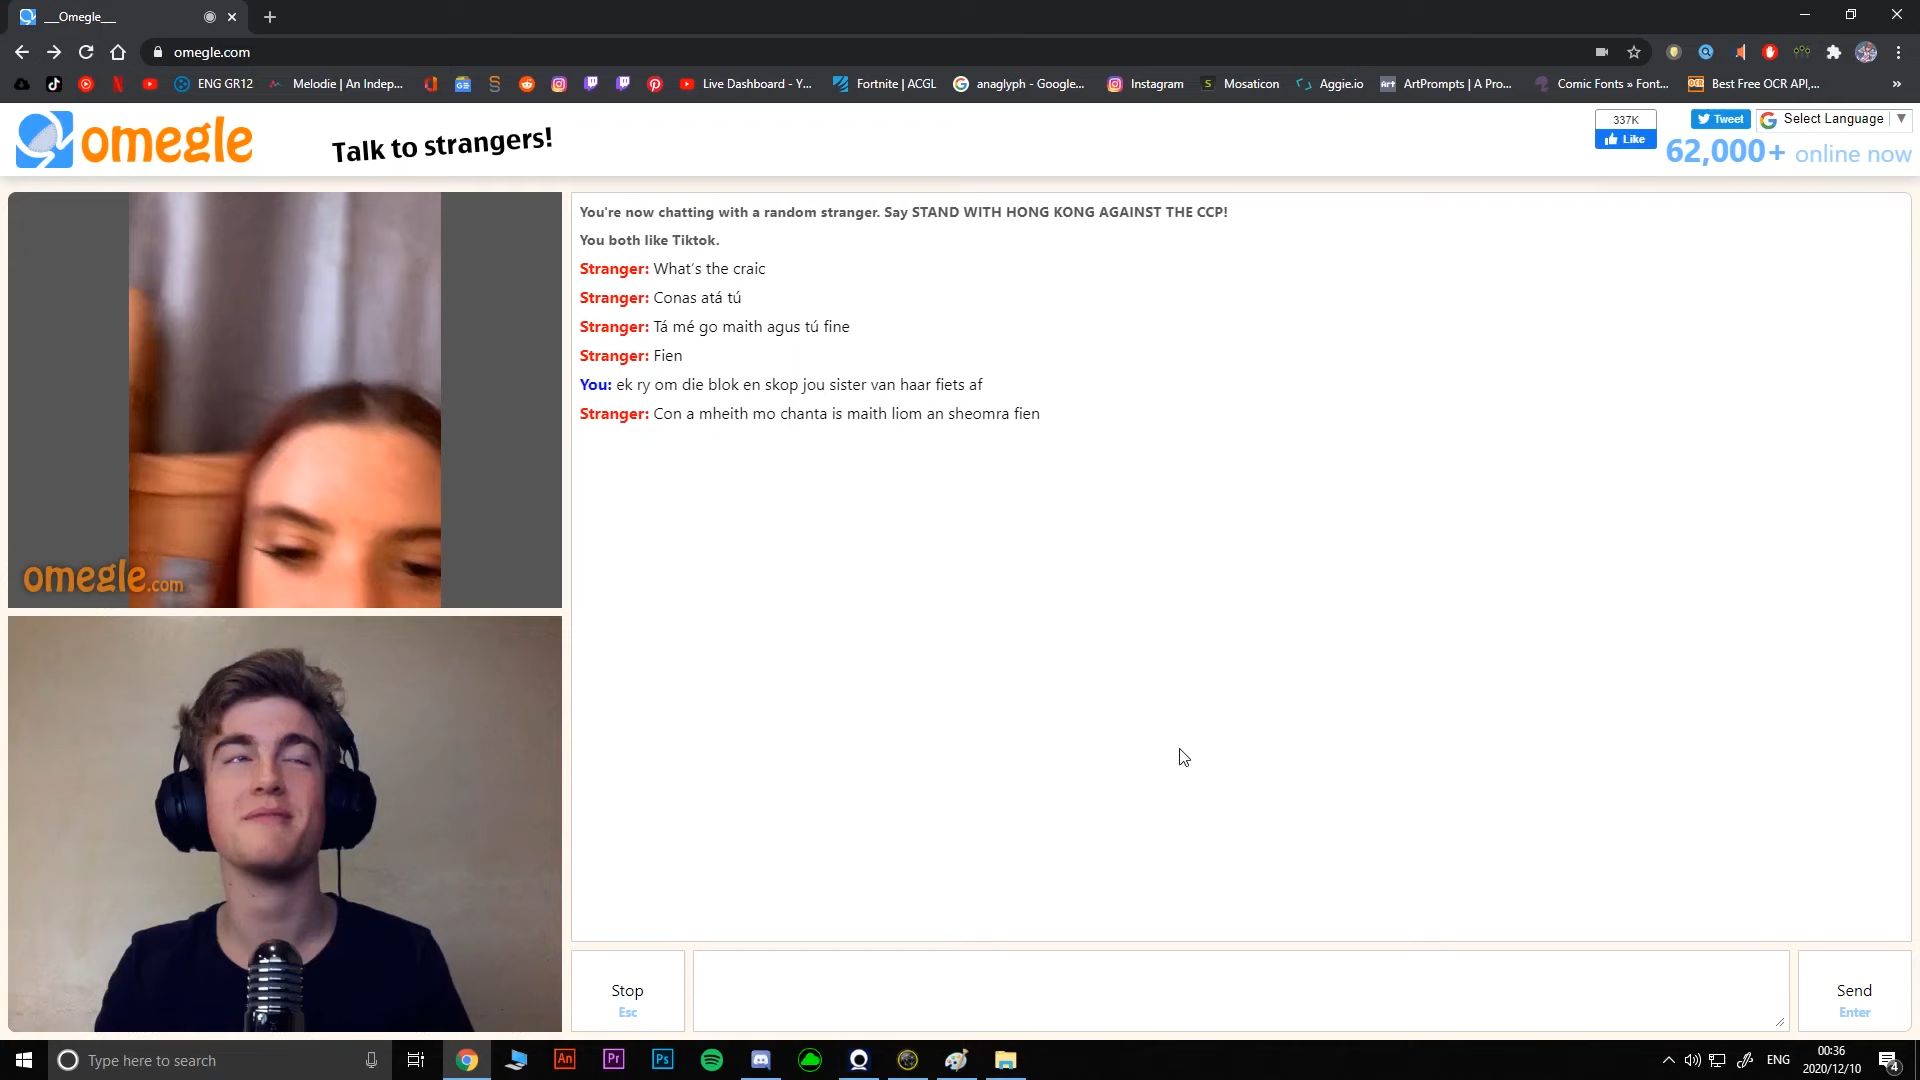 ___Omegle___
omegle.com
ENG GR12
Melodie | An Indep...
Live Dashboard - Y...
Fortnite | ACGL
anaglyph - Google...
Instagram
Mosaticon
Aggie.io
ArtPrompts | A Pro...
Comic Fonts » Font...
Best Free OCR API,...
»
omegle
Talk to strangers!
337K
Like
Tweet
Select Language
62,000+ online now
You're now chatting with a random stranger. Say STAND WITH HONG KONG AGAINST THE CCP!
You both like Tiktok.
Stranger: What's the craic
Stranger: Conas atá tú
Stranger: Tá mé go maith agus tú fine
Stranger: Fien
You: ek ry om die blok en skop jou sister van haar fiets af
Stranger: Con a mheith mo chanta is maith liom an sheomra fien
omegle.com
Stop
Esc
Send
Enter
Type here to search
An
Pr
Ps
ENG
00:36
2020/12/10
4